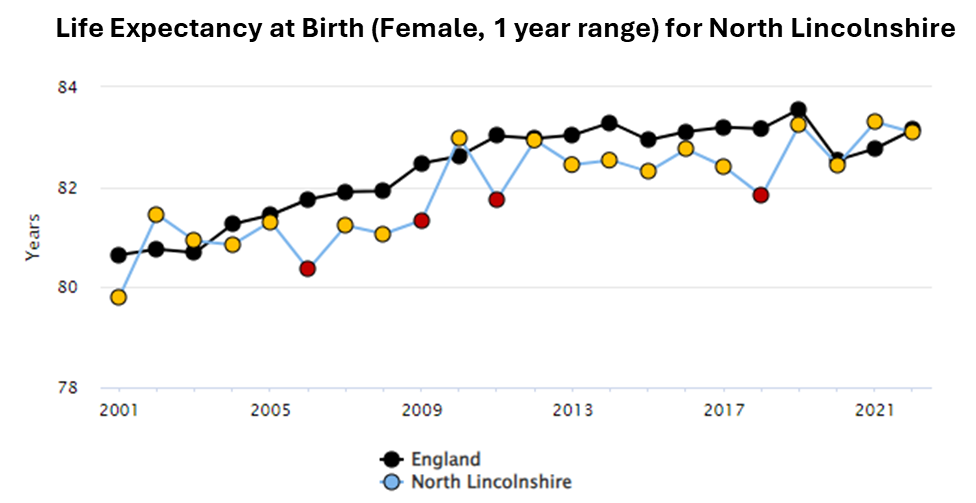 Life Expectancy at Birth (Female, 1 year range) for North Lincolnshire
84
82
Years
80
78
2001 2005 2009 2013 2017 2021
England
North Lincolnshire